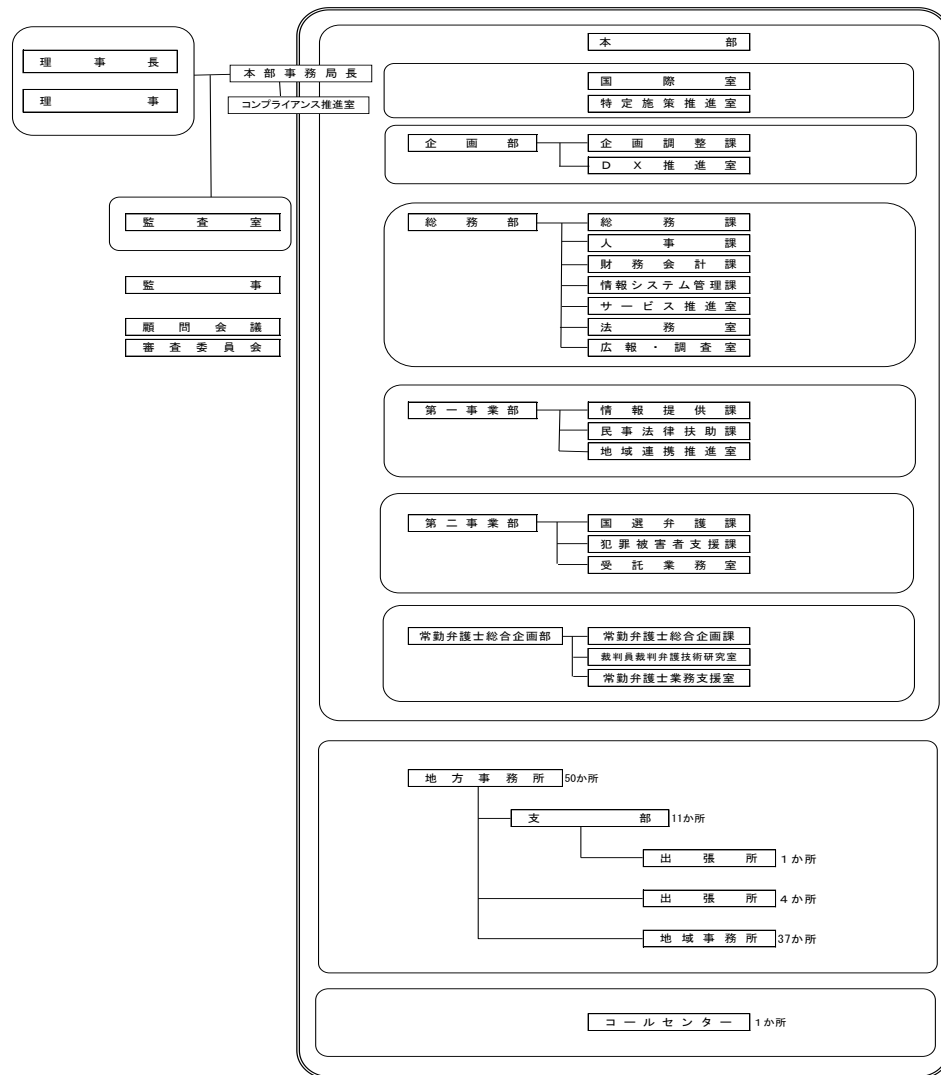 本部
理事長
本部事務局長
理事
コンプライアンス推進室
国際室
特定施策推進室
企画部
企画調整課
DX推進室
監査室
総務部
総務課
人事課
財務会計課
監事
情報システム管理課
サービス推進室
顧問会議
法務室
審査委員会
広報・調査室
第一事業部
情報提供課
民事法律扶助課
地域連携推進室
第二事業部
国選弁護課
犯罪被害者支援課
受託業務室
常勤弁護士総合企画部
常勤弁護士総合企画課
裁判員裁判弁護技術研究室
常勤弁護士業務支援室
地方事務所 50か所
支部 11か所
出張所 1か所
出張所 4か所
地域事務所 37か所
コールセンター 1か所